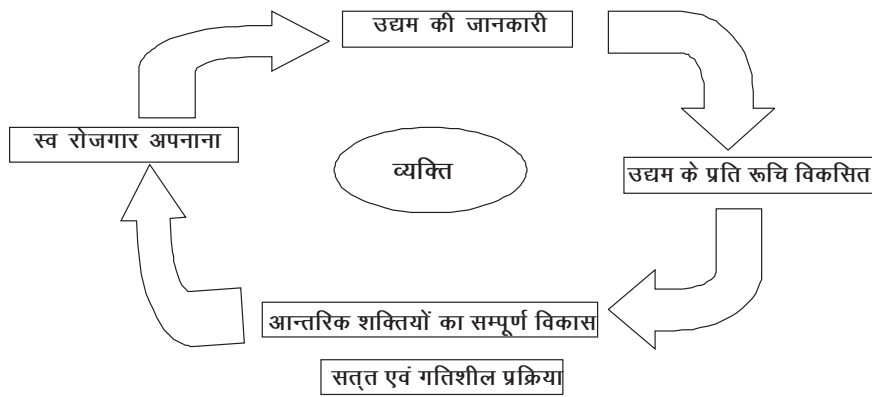 उद्यम की जानकारी
स्व रोजगार अपनाना
व्यक्ति
उद्यम के प्रति रूचि विकसित
आन्तरिक शक्तियों का सम्पूर्ण विकास
सत्त एवं गतिशील प्रक्रिया